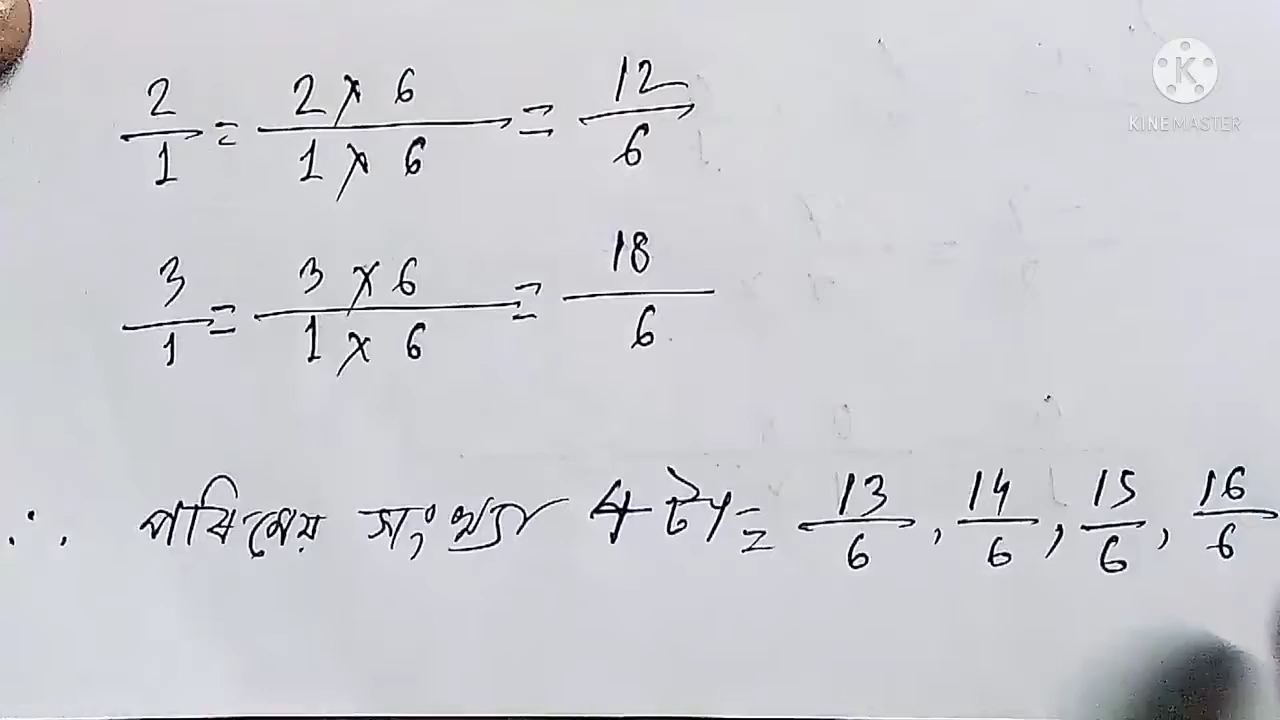 KINEMASTER
2/1 = 2 × 6 / 1 × 6 = 12/6
3/1 = 3 × 6 / 1 × 6 = 18/6
∴ সংখ্যা 4 টা = 13/6, 14/6, 15/6, 16/6